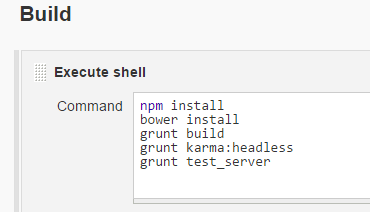 Build
Execute shell
Command
npm install
bower install
grunt build
grunt karma:headless
grunt test_server